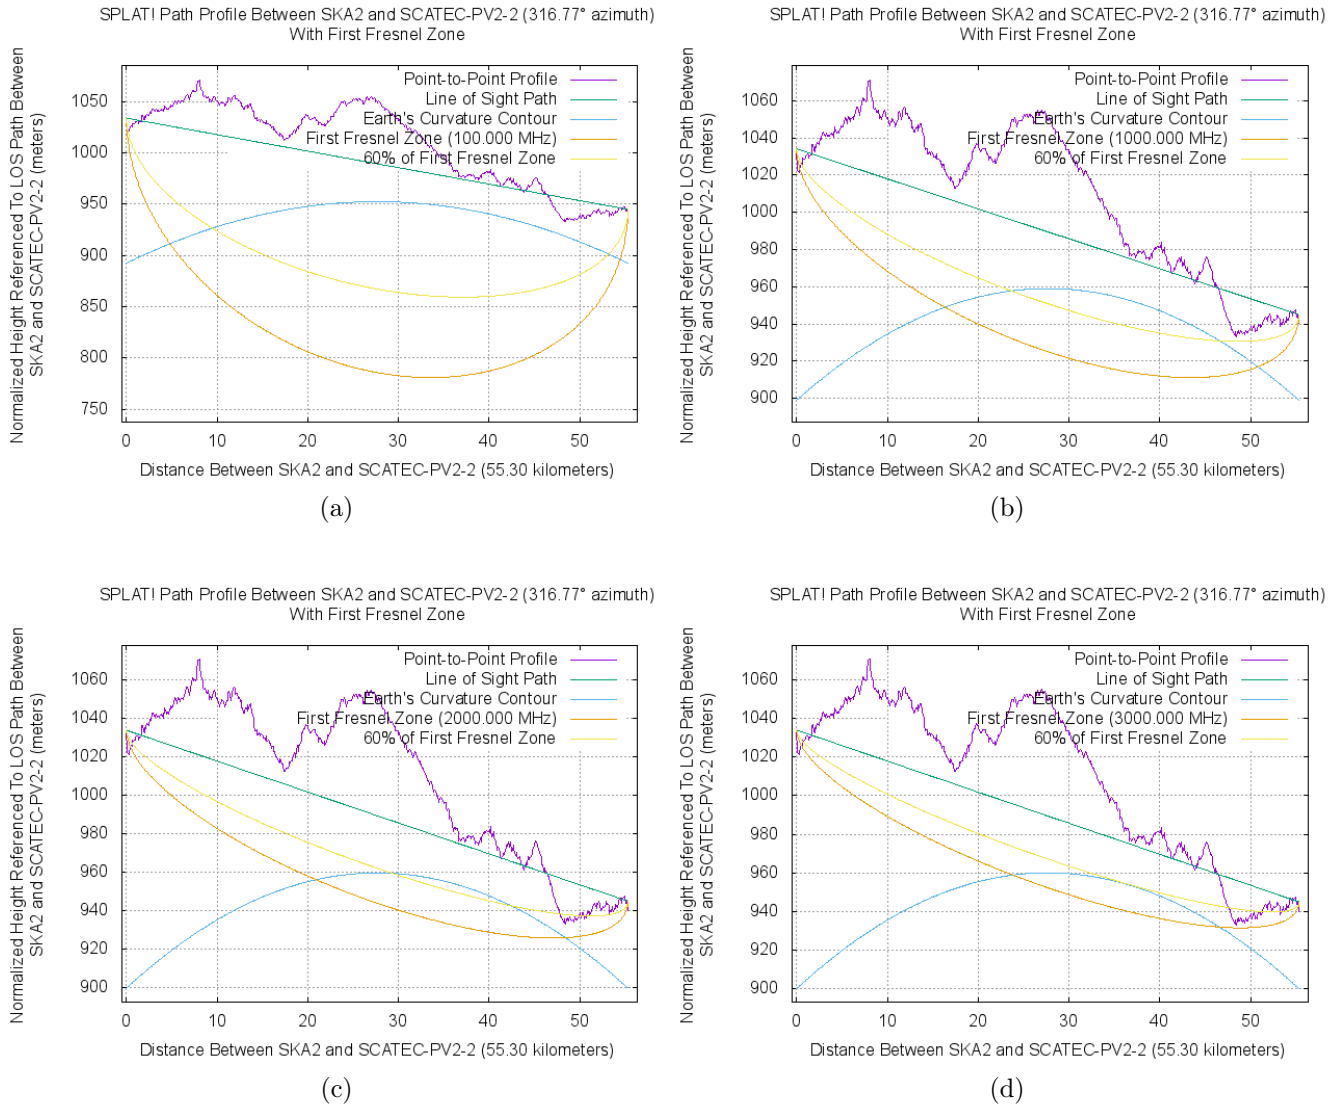 SPLAT! Path Profile Between SKA2 and SCATEC-PV2-2 (316.77° azimuth)
With First Fresnel Zone
Normalized Height Referenced To LOS Path Between
SKA2 and SCATEC-PV2-2 (meters)
Point-to-Point Profile
Line of Sight Path
Earth's Curvature Contour
First Fresnel Zone (100.000 MHz)
60% of First Fresnel Zone
1050
1000
950
900
850
800
750
0 10 20 30 40 50
Distance Between SKA2 and SCATEC-PV2-2 (55.30 kilometers)
(a)
SPLAT! Path Profile Between SKA2 and SCATEC-PV2-2 (316.77° azimuth)
With First Fresnel Zone
Normalized Height Referenced To LOS Path Between
SKA2 and SCATEC-PV2-2 (meters)
Point-to-Point Profile
Line of Sight Path
Earth's Curvature Contour
First Fresnel Zone (1000.000 MHz)
60% of First Fresnel Zone
1060
1040
1020
1000
980
960
940
920
900
0 10 20 30 40 50
Distance Between SKA2 and SCATEC-PV2-2 (55.30 kilometers)
(b)
SPLAT! Path Profile Between SKA2 and SCATEC-PV2-2 (316.77° azimuth)
With First Fresnel Zone
Normalized Height Referenced To LOS Path Between
SKA2 and SCATEC-PV2-2 (meters)
Point-to-Point Profile
Line of Sight Path
Earth's Curvature Contour
First Fresnel Zone (2000.000 MHz)
60% of First Fresnel Zone
1060
1040
1020
1000
980
960
940
920
900
0 10 20 30 40 50
Distance Between SKA2 and SCATEC-PV2-2 (55.30 kilometers)
(c)
SPLAT! Path Profile Between SKA2 and SCATEC-PV2-2 (316.77° azimuth)
With First Fresnel Zone
Normalized Height Referenced To LOS Path Between
SKA2 and SCATEC-PV2-2 (meters)
Point-to-Point Profile
Line of Sight Path
Earth's Curvature Contour
First Fresnel Zone (3000.000 MHz)
60% of First Fresnel Zone
1060
1040
1020
1000
980
960
940
920
900
0 10 20 30 40 50
Distance Between SKA2 and SCATEC-PV2-2 (55.30 kilometers)
(d)